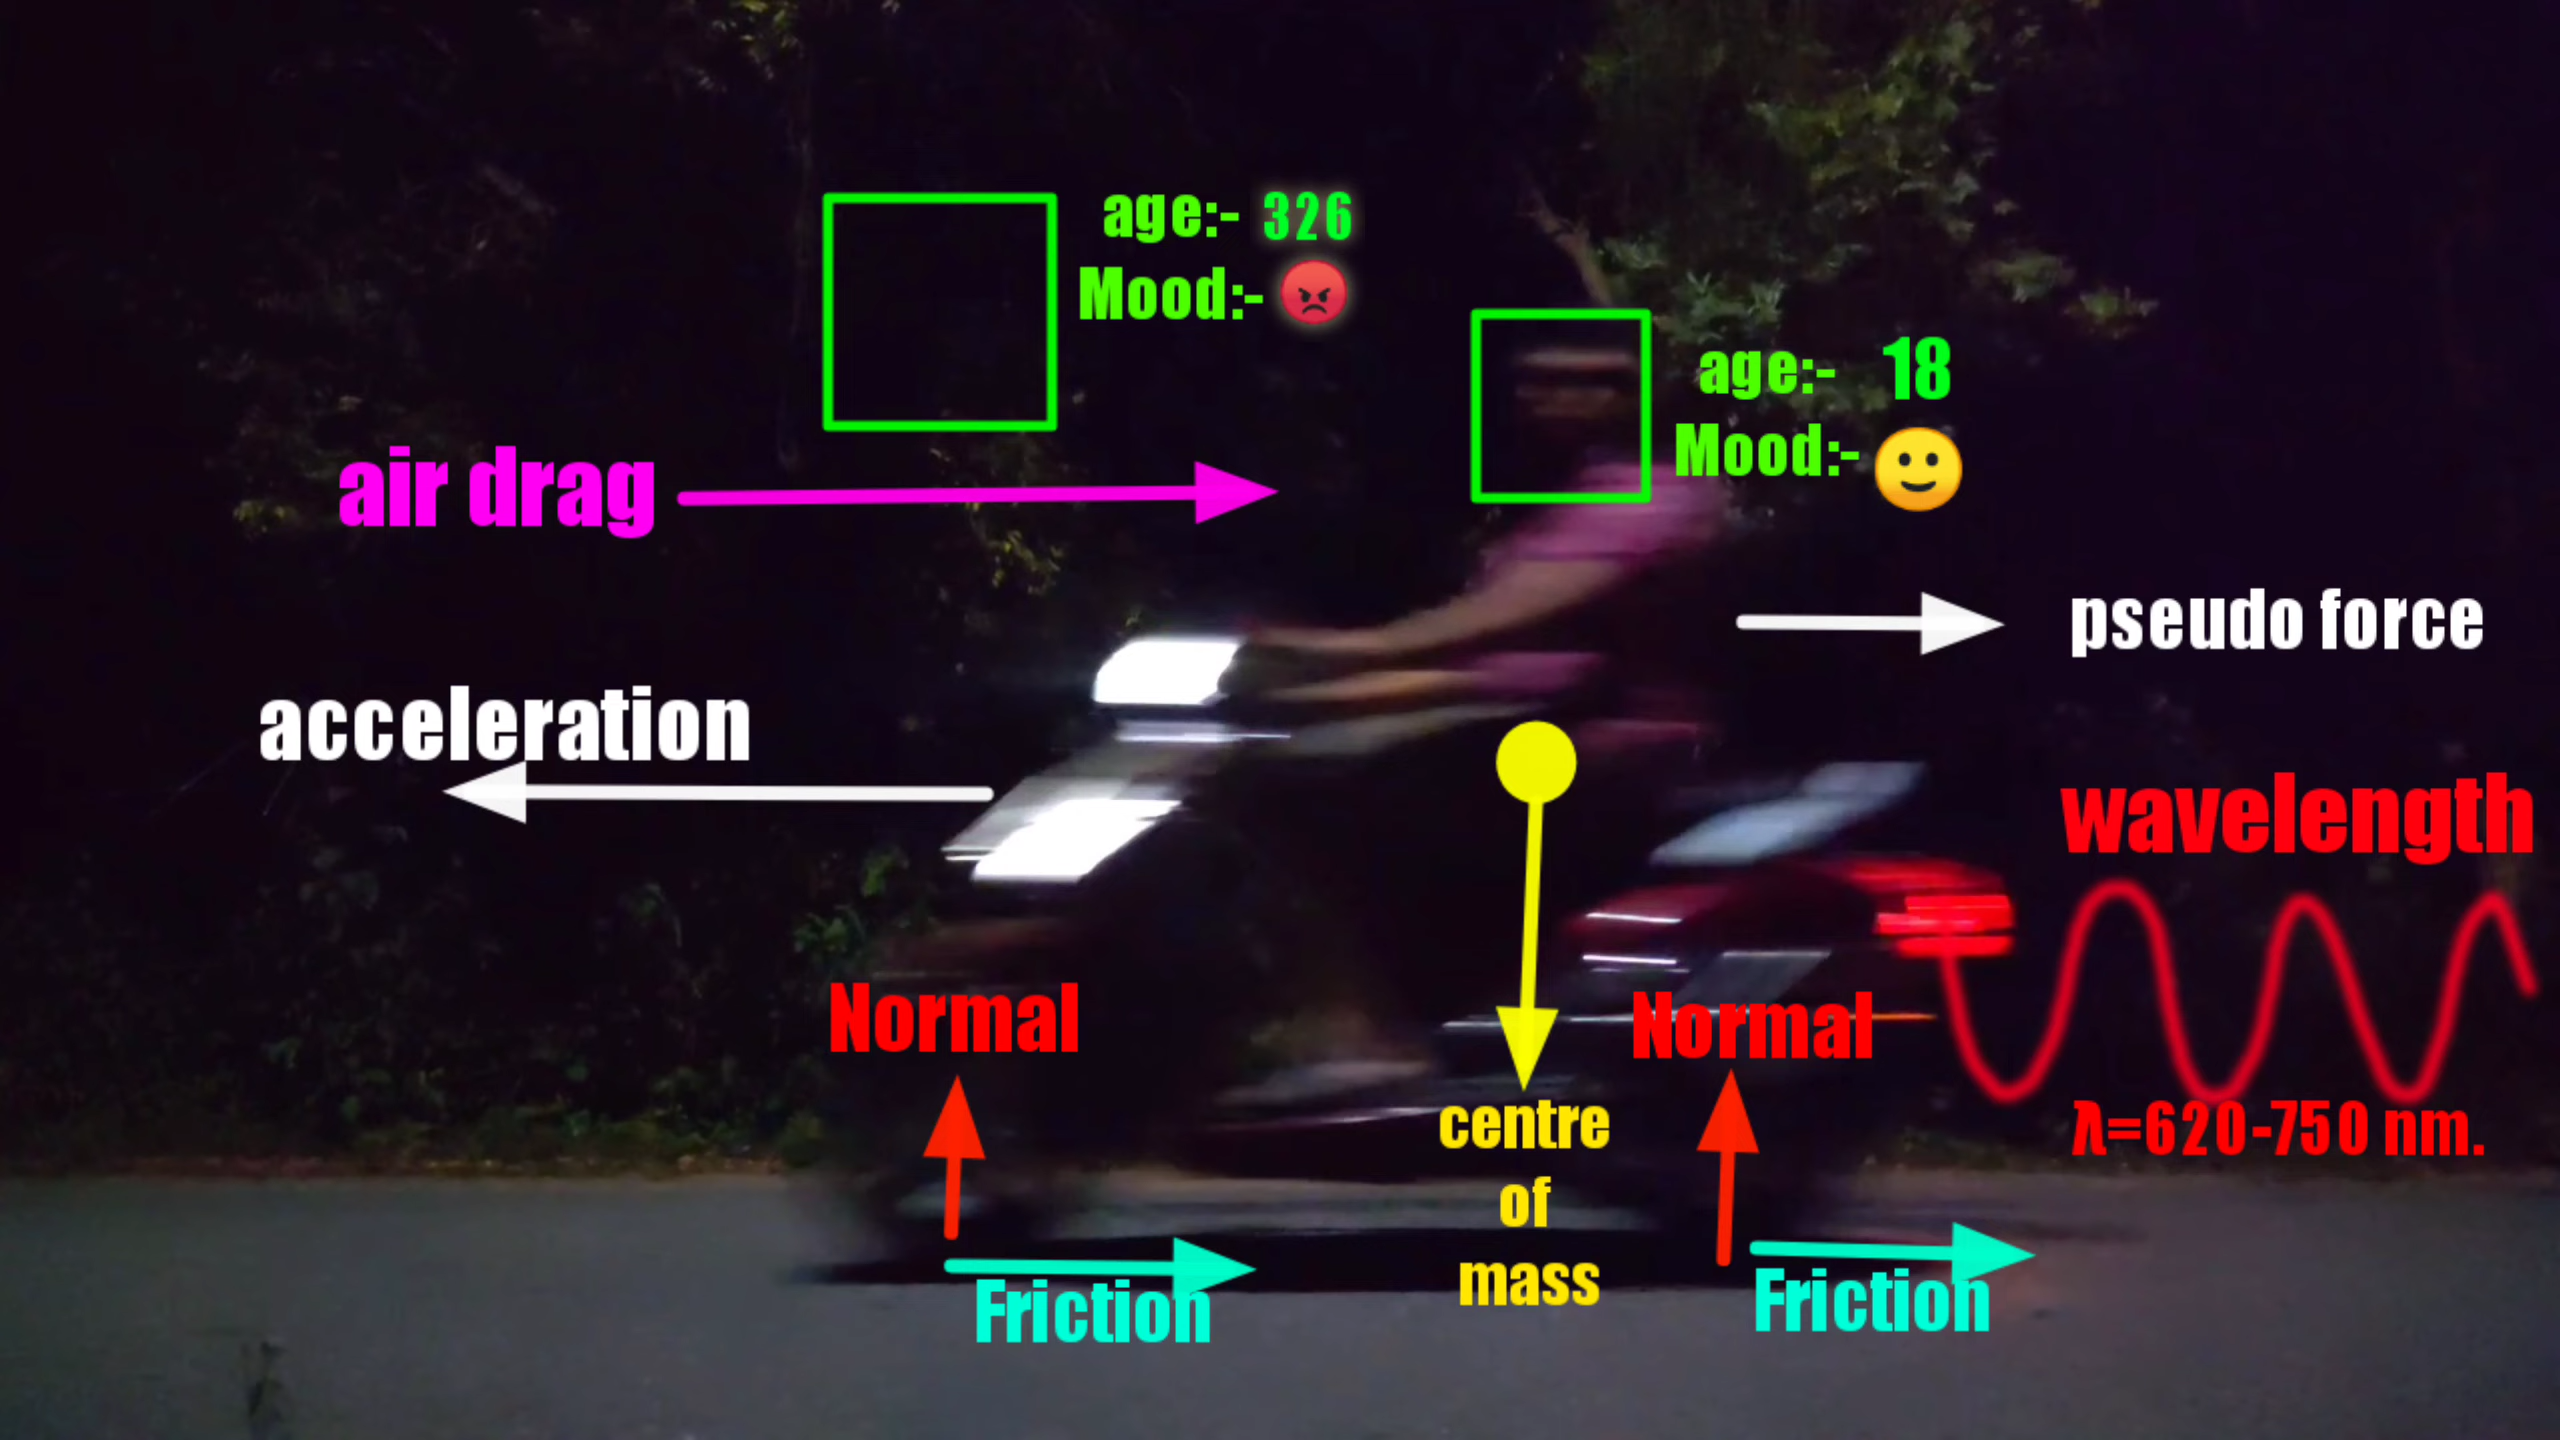 age:- 326
Mood:- 😡
age:- 18
Mood:- 🙂
air drag
pseudo force
acceleration
wavelength
Normal
Normal
centre
of
mass
λ=620-750 nm.
Friction
Friction